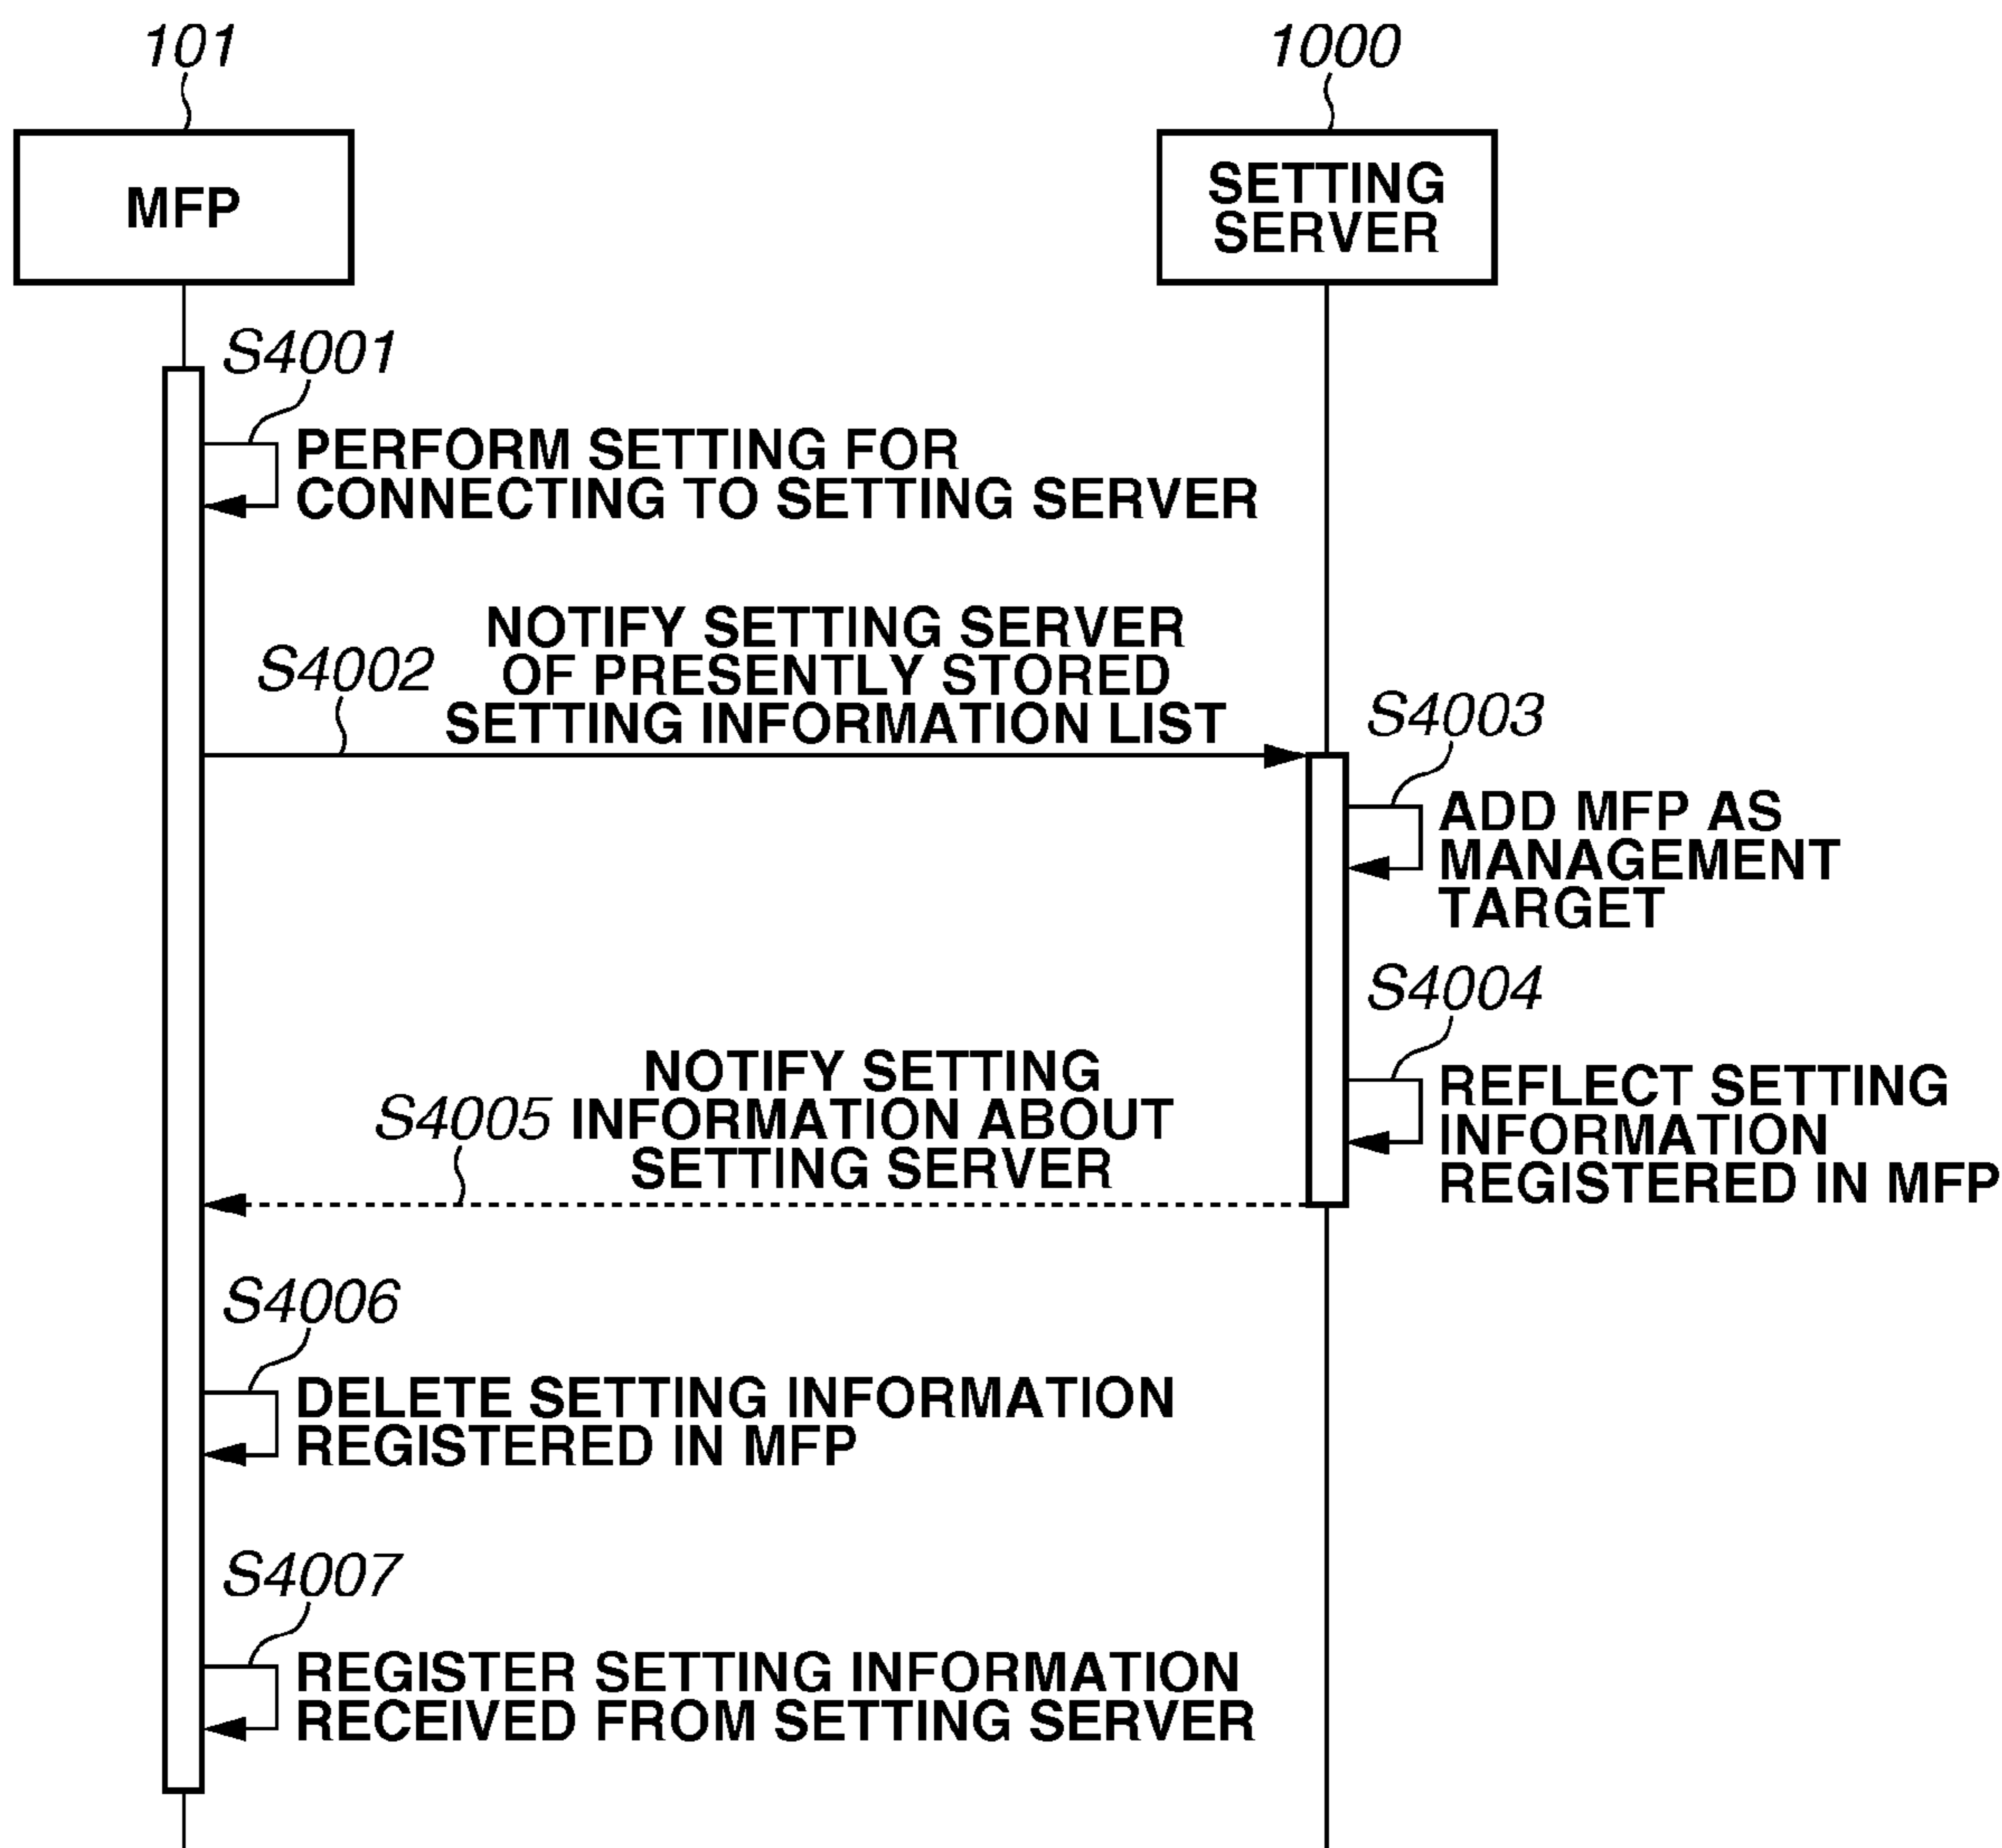 101
1000
MFP
SETTING
SERVER
S4001
PERFORM SETTING FOR
CONNECTING TO SETTING SERVER
S4002
NOTIFY SETTING SERVER
OF PRESENTLY STORED
SETTING INFORMATION LIST
S4003
ADD MFP AS
MANAGEMENT
TARGET
S4004
REFLECT SETTING
INFORMATION
REGISTERED IN MFP
S4005
NOTIFY SETTING
INFORMATION ABOUT
SETTING SERVER
S4006
DELETE SETTING INFORMATION
REGISTERED IN MFP
S4007
REGISTER SETTING INFORMATION
RECEIVED FROM SETTING SERVER